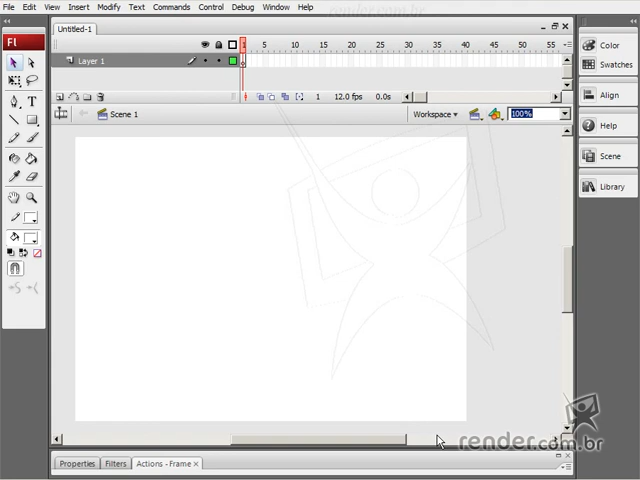 File Edit View Insert Modify Text Commands Control Debug Window Help
render.com.br
Untitled-1
Fl
1 5 10 15 20 25 30 35 40 45 50 55
Layer 1
1 12.0 fps 0.0s
Scene 1
Workspace
100%
Color
Swatches
Align
Help
Scene
Library
T
render.com.br
Properties Filters Actions - Frame